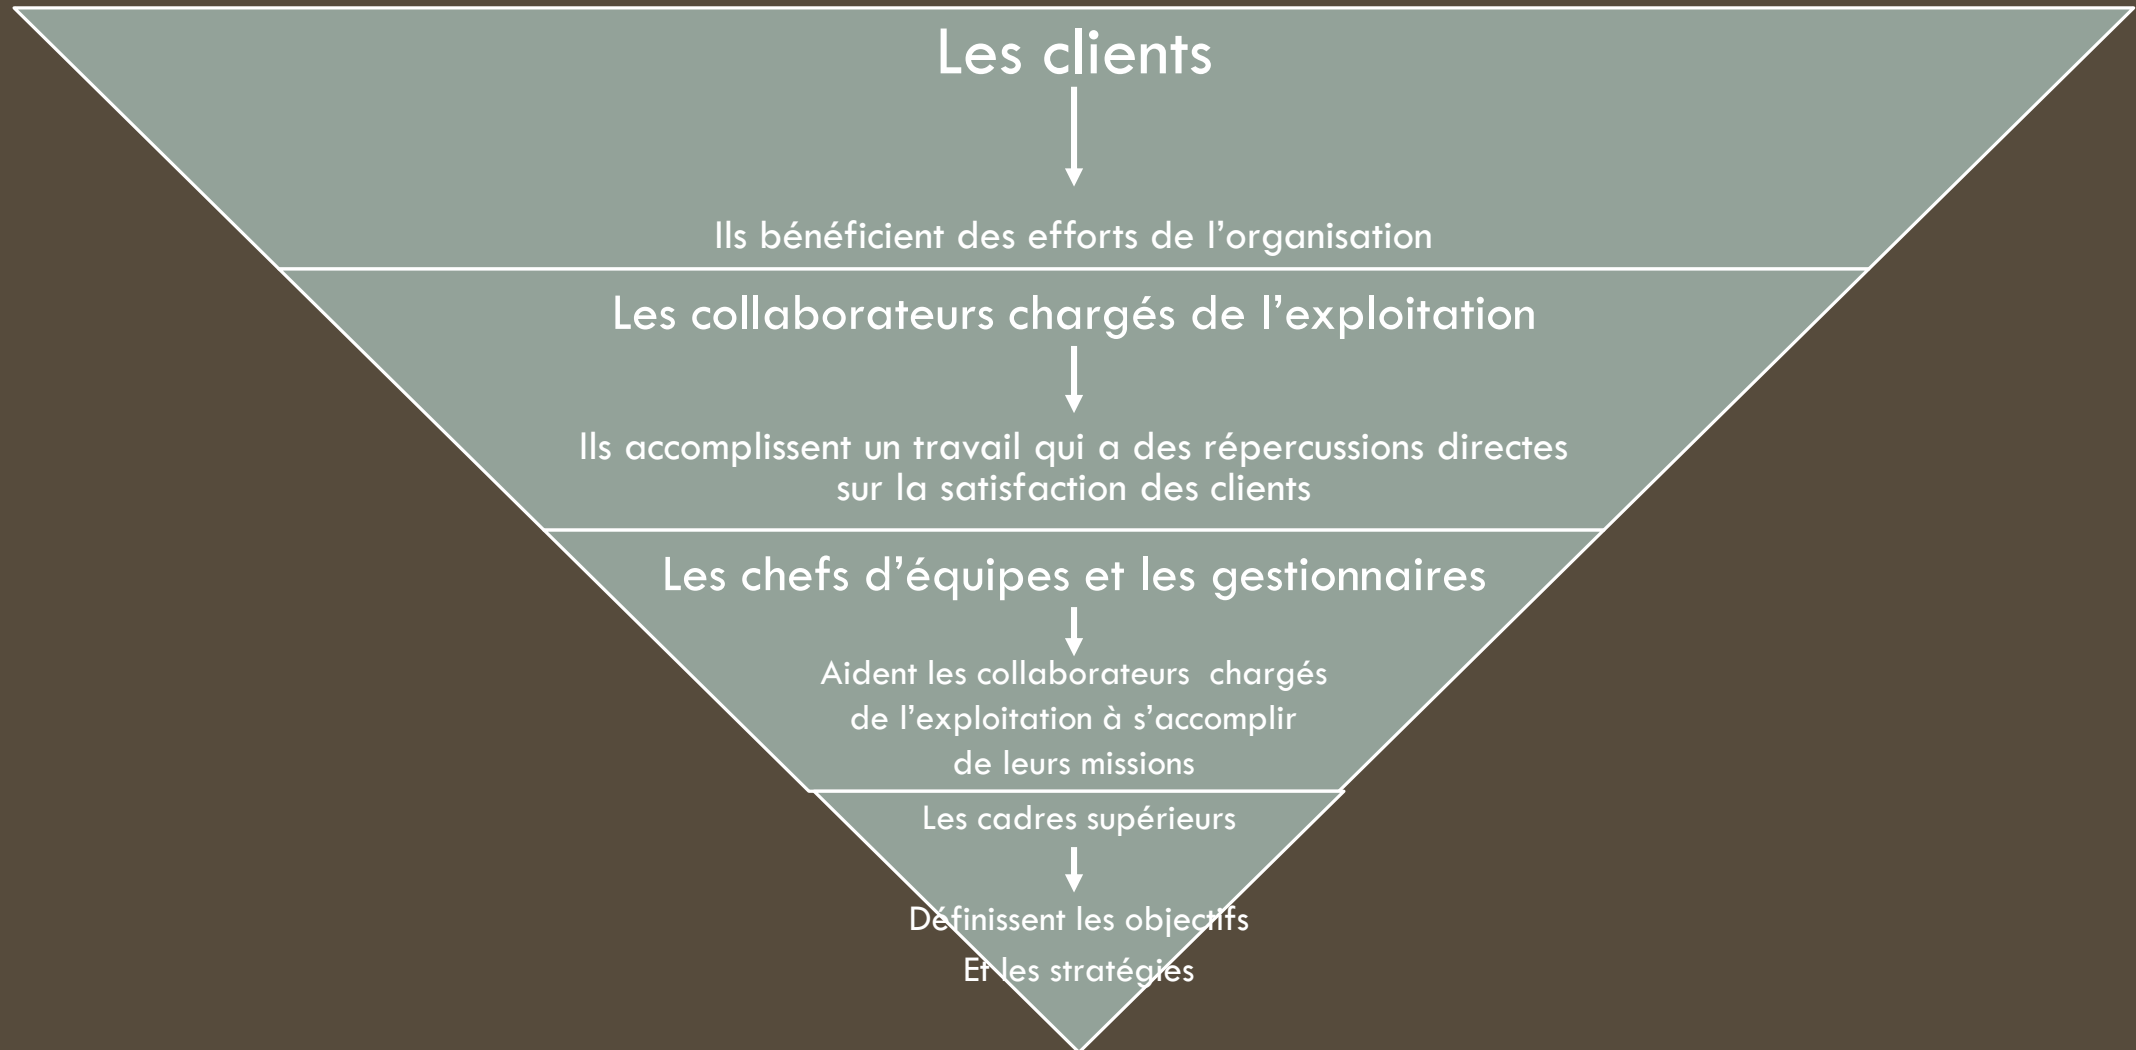 Les clients
Ils bénéficient des efforts de l’organisation
Les collaborateurs chargés de l’exploitation
Ils accomplissent un travail qui a des répercussions directes
sur la satisfaction des clients
Les chefs d’équipes et les gestionnaires
Aident les collaborateurs  chargés
de l’exploitation à s’accomplir
de leurs missions
Les cadres supérieurs
Définissent les objectifs
Et les stratégies